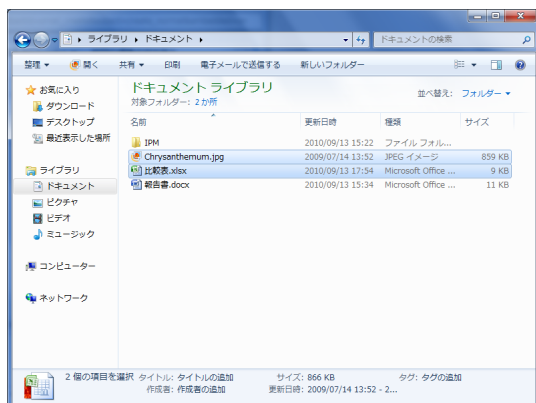 ライブラリ ▸ ドキュメント ▸
ドキュメントの検索
整理 開く 共有 印刷 電子メールで送信する 新しいフォルダー
お気に入り
ダウンロード
デスクトップ
最近表示した場所
ライブラリ
ドキュメント
ピクチャ
ビデオ
ミュージック
コンピューター
ネットワーク
ドキュメント ライブラリ
対象フォルダー: 2 か所
並べ替え: フォルダー
名前 更新日時 種類 サイズ
IPM 2010/09/13 15:22 ファイル フォル...
Chrysanthemum.jpg 2009/07/14 13:52 JPEG イメージ 859 KB
比較表.xlsx 2010/09/13 17:54 Microsoft Office ... 9 KB
報告書.docx 2010/09/13 15:34 Microsoft Office ... 11 KB
2 個の項目を選択 タイトル: タイトルの追加 サイズ: 866 KB タグ: タグの追加
作成者: 作成者の追加 更新日時: 2009/07/14 13:52 - 2...